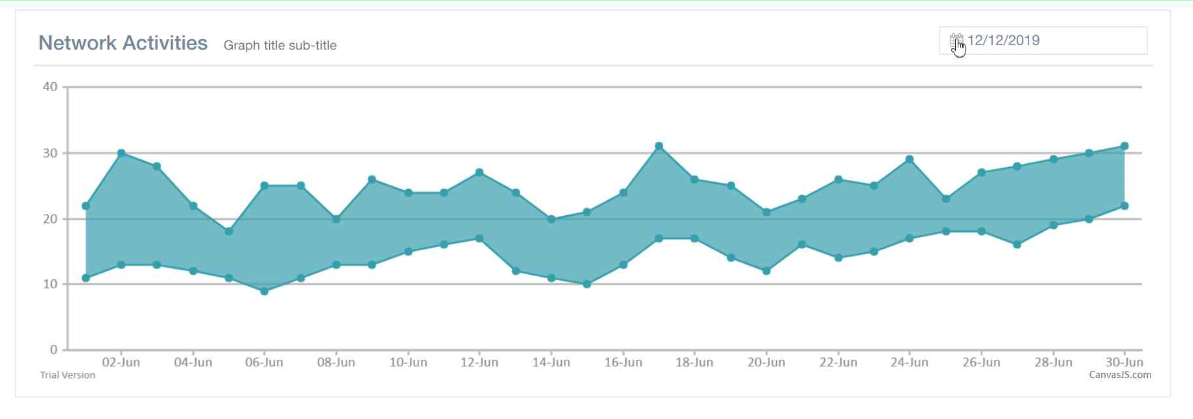 Network Activities Graph title sub-title 12/12/2019
40
30
20
10
0
02-Jun 04-Jun 06-Jun 08-Jun 10-Jun 12-Jun 14-Jun 16-Jun 18-Jun 20-Jun 22-Jun 24-Jun 26-Jun 28-Jun 30-Jun
Trial Version CanvasJS.com